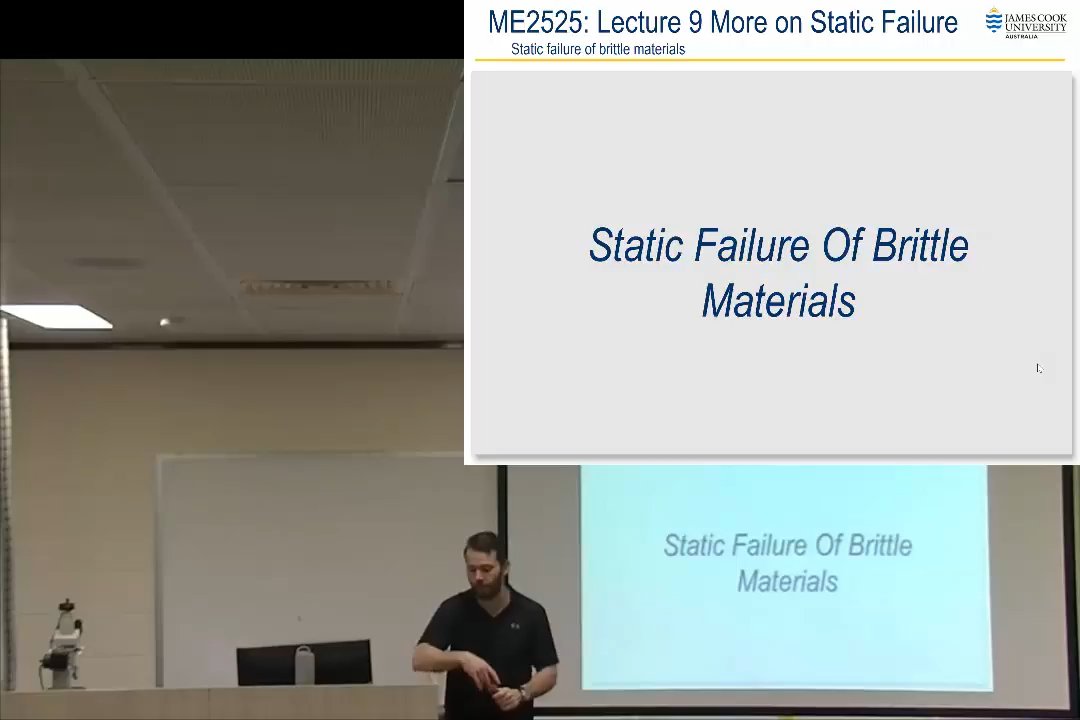 ME2525: Lecture 9 More on Static Failure
Static failure of brittle materials
JAMES COOK
UNIVERSITY
AUSTRALIA
Static Failure Of Brittle
Materials
Static Failure Of Brittle
Materials